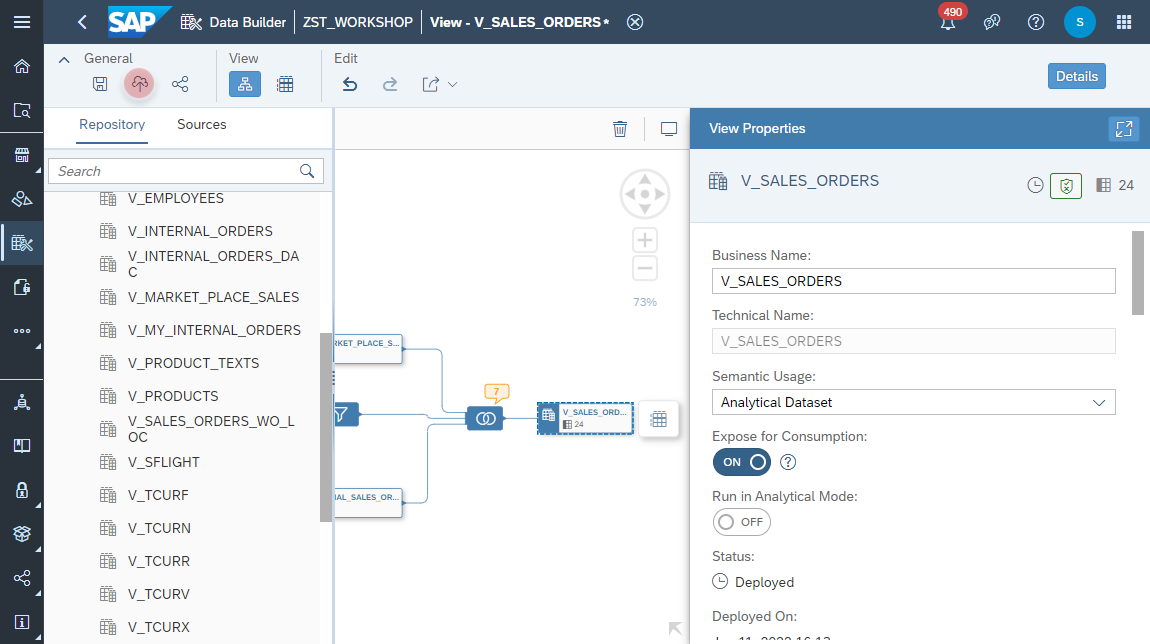 SAP
Data Builder
ZST_WORKSHOP
View - V_SALES_ORDERS *
490
S
General
View
Edit
Details
Repository
Sources
Search
V_EMPLOYEES
V_INTERNAL_ORDERS
V_INTERNAL_ORDERS_DA
C
V_MARKET_PLACE_SALES
V_MY_INTERNAL_ORDERS
V_PRODUCT_TEXTS
V_PRODUCTS
V_SALES_ORDERS_WO_L
OC
V_SFLIGHT
V_TCURF
V_TCURN
V_TCURR
V_TCURV
V_TCURX
73%
RKET_PLACE_S...
7
V_SALES_ORD...
24
IAL_SALES_OR...
View Properties
V_SALES_ORDERS
24
Business Name:
V_SALES_ORDERS
Technical Name:
V_SALES_ORDERS
Semantic Usage:
Analytical Dataset
Expose for Consumption:
ON
Run in Analytical Mode:
OFF
Status:
Deployed
Deployed On: